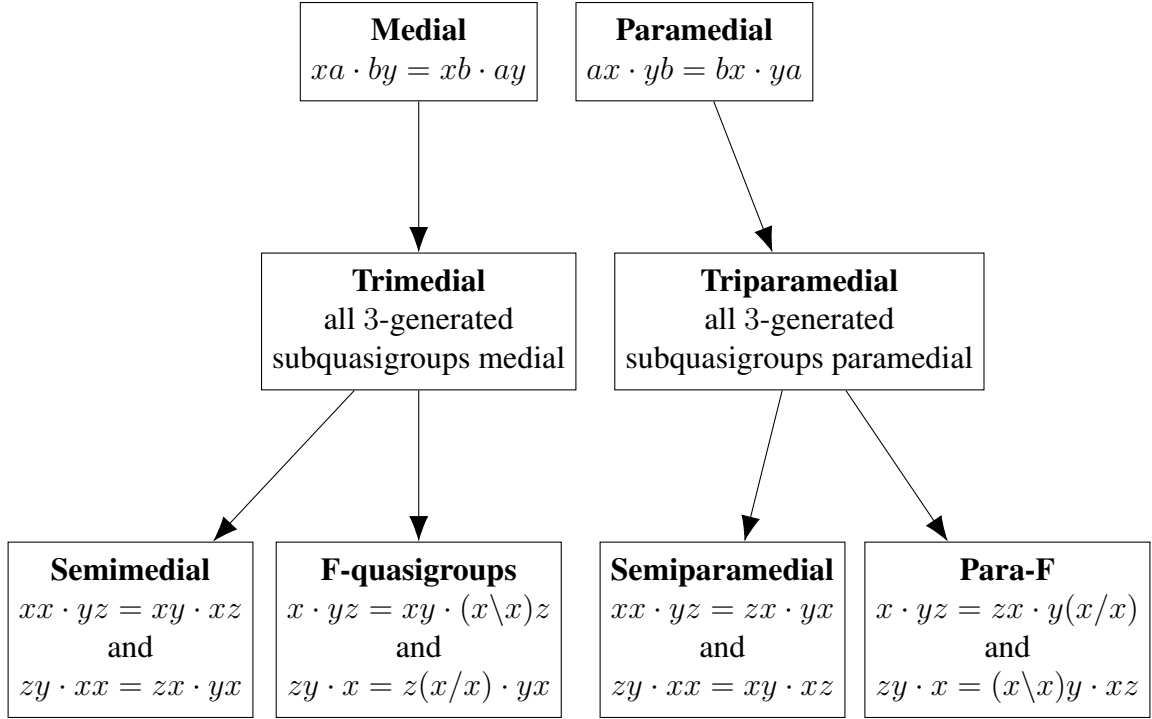 Medial
xa · by = xb · ay
Paramedial
ax · yb = bx · ya
Trimedial
all 3-generated
subquasigroups medial
Triparamedial
all 3-generated
subquasigroups paramedial
Semimedial
xx · yz = xy · xz
and
zy · xx = zx · yx
F-quasigroups
x · yz = xy · (x\x)z
and
zy · x = z(x/x) · yx
Semiparamedial
xx · yz = zx · yx
and
zy · xx = xy · xz
Para-F
x · yz = zx · y(x/x)
and
zy · x = (x\x)y · xz